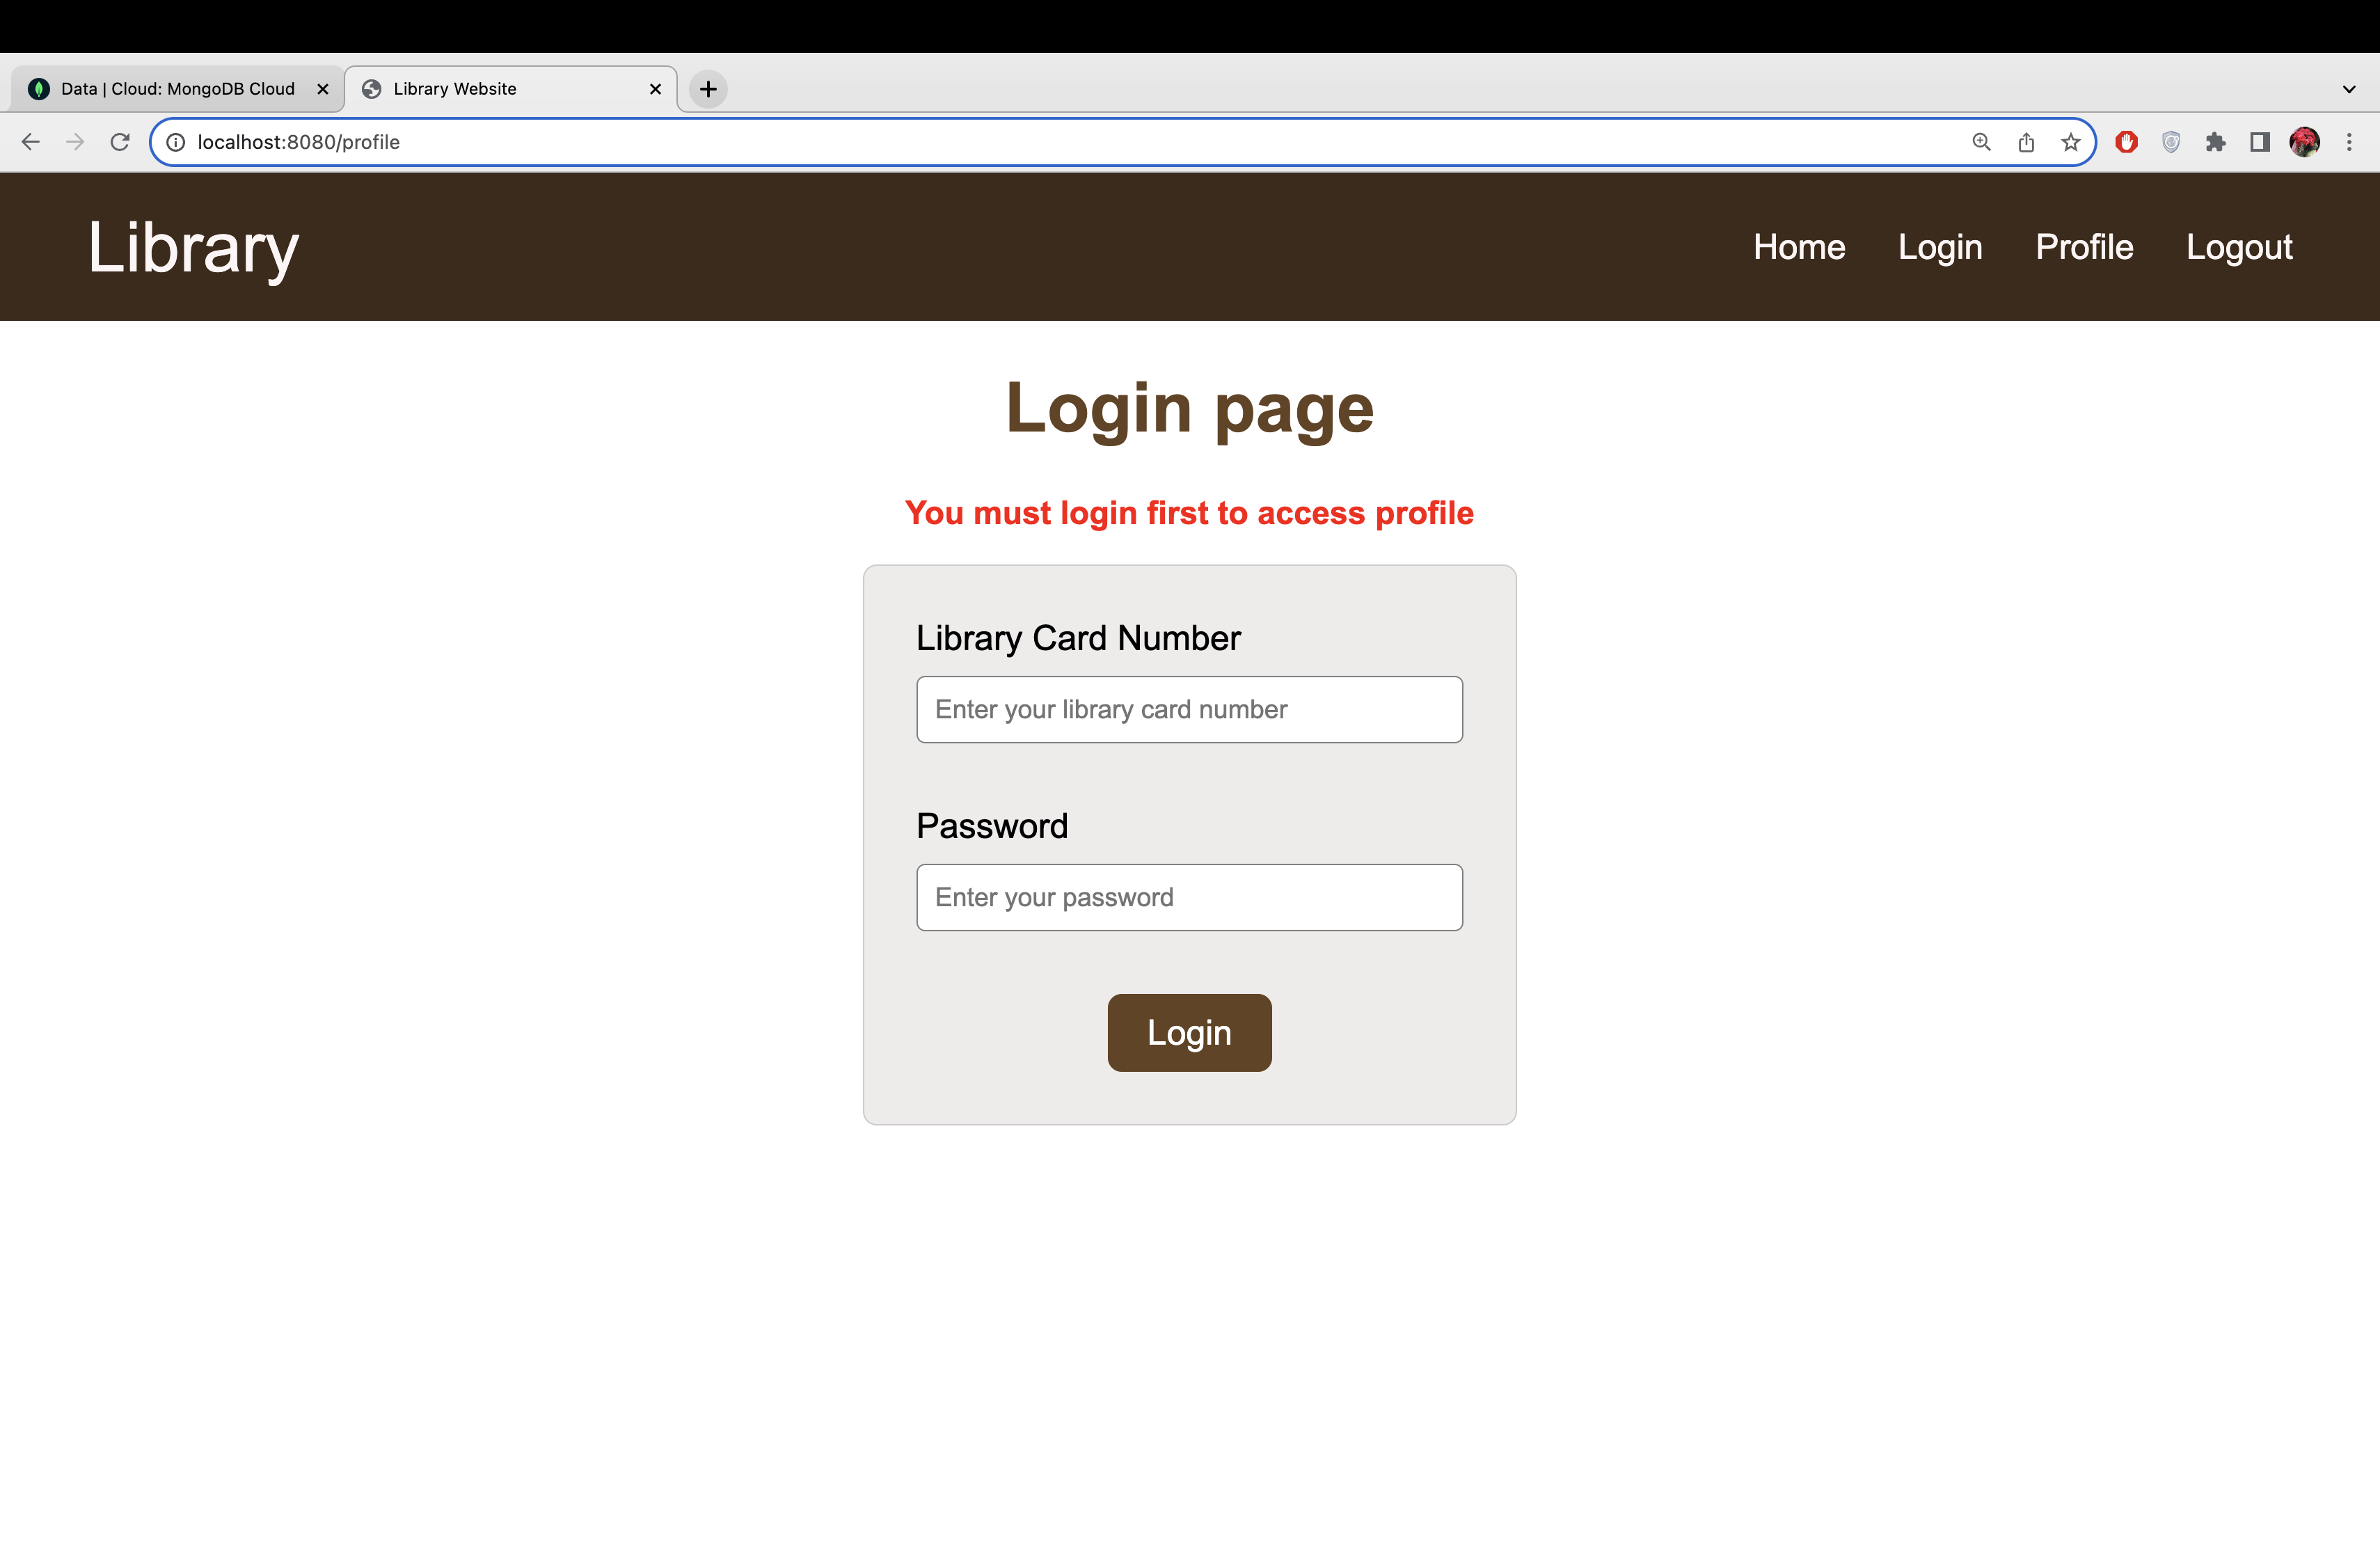 Data | Cloud: MongoDB Cloud
Library Website
localhost:8080/profile
Library
Home Login Profile Logout
Login page
You must login first to access profile
Library Card Number
Enter your library card number
Password
Enter your password
Login